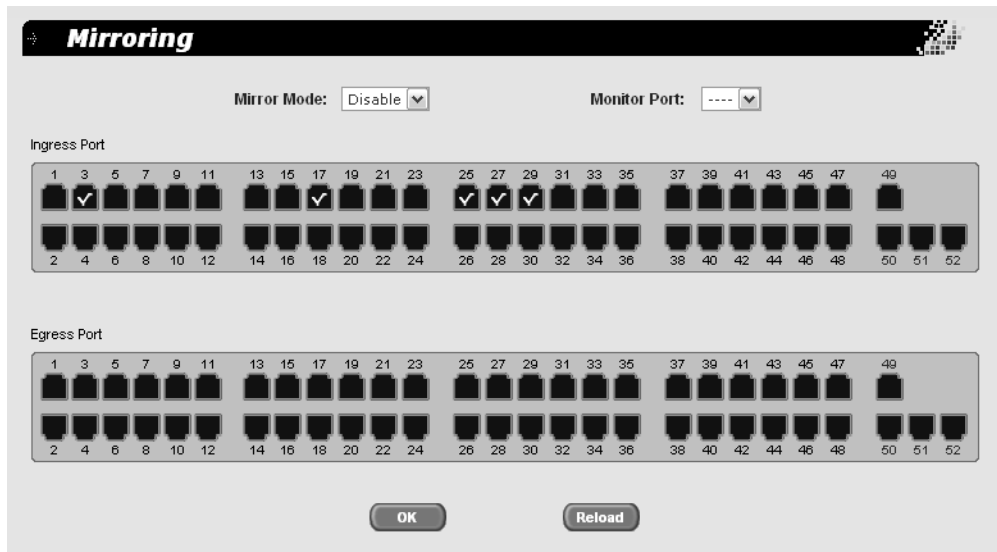 Mirroring
Mirror Mode: Disable Monitor Port: ----
Ingress Port
1 3 5 7 9 11 13 15 17 19 21 23 25 27 29 31 33 35 37 39 41 43 45 47 49
2 4 6 8 10 12 14 16 18 20 22 24 26 28 30 32 34 36 38 40 42 44 46 48 50 51 52
Egress Port
1 3 5 7 9 11 13 15 17 19 21 23 25 27 29 31 33 35 37 39 41 43 45 47 49
2 4 6 8 10 12 14 16 18 20 22 24 26 28 30 32 34 36 38 40 42 44 46 48 50 51 52
OK Reload